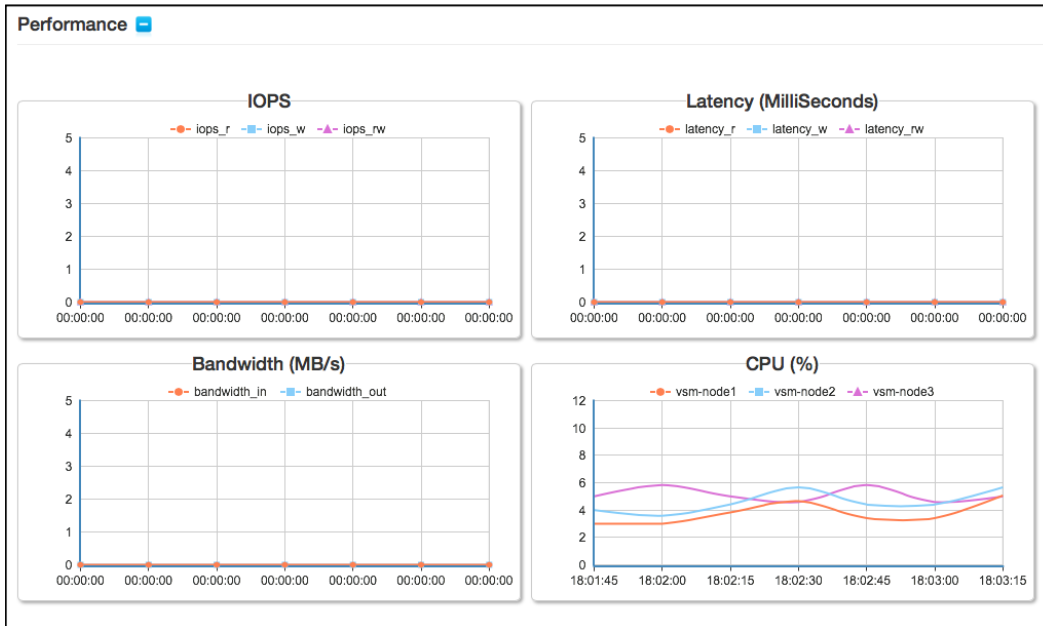 Performance
IOPS
iops_r iops_w iops_rw
5
4
3
2
1
0
00:00:00 00:00:00 00:00:00 00:00:00 00:00:00 00:00:00 00:00:00
Latency (MilliSeconds)
latency_r latency_w latency_rw
5
4
3
2
1
0
00:00:00 00:00:00 00:00:00 00:00:00 00:00:00 00:00:00 00:00:00
Bandwidth (MB/s)
bandwidth_in bandwidth_out
5
4
3
2
1
0
00:00:00 00:00:00 00:00:00 00:00:00 00:00:00 00:00:00 00:00:00
CPU (%)
vsm-node1 vsm-node2 vsm-node3
12
10
8
6
4
2
0
18:01:45 18:02:00 18:02:15 18:02:30 18:02:45 18:03:00 18:03:15